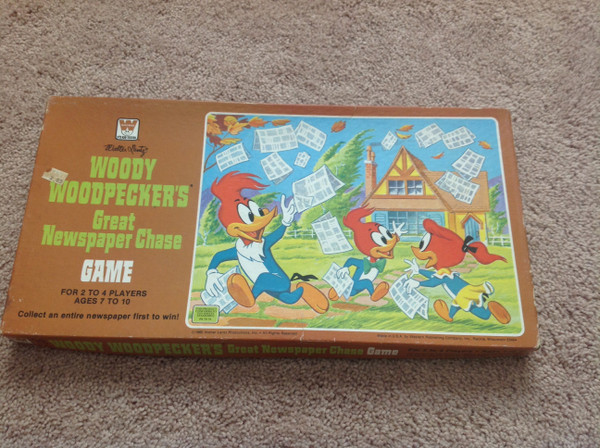 Walter Lantz
WOODY
WOODPECKER'S
Great
Newspaper Chase
GAME
FOR 2 TO 4 PLAYERS
AGES 7 TO 10
Collect an entire newspaper first to win!
WOODY WOODPECKER'S Great Newspaper Chase Game